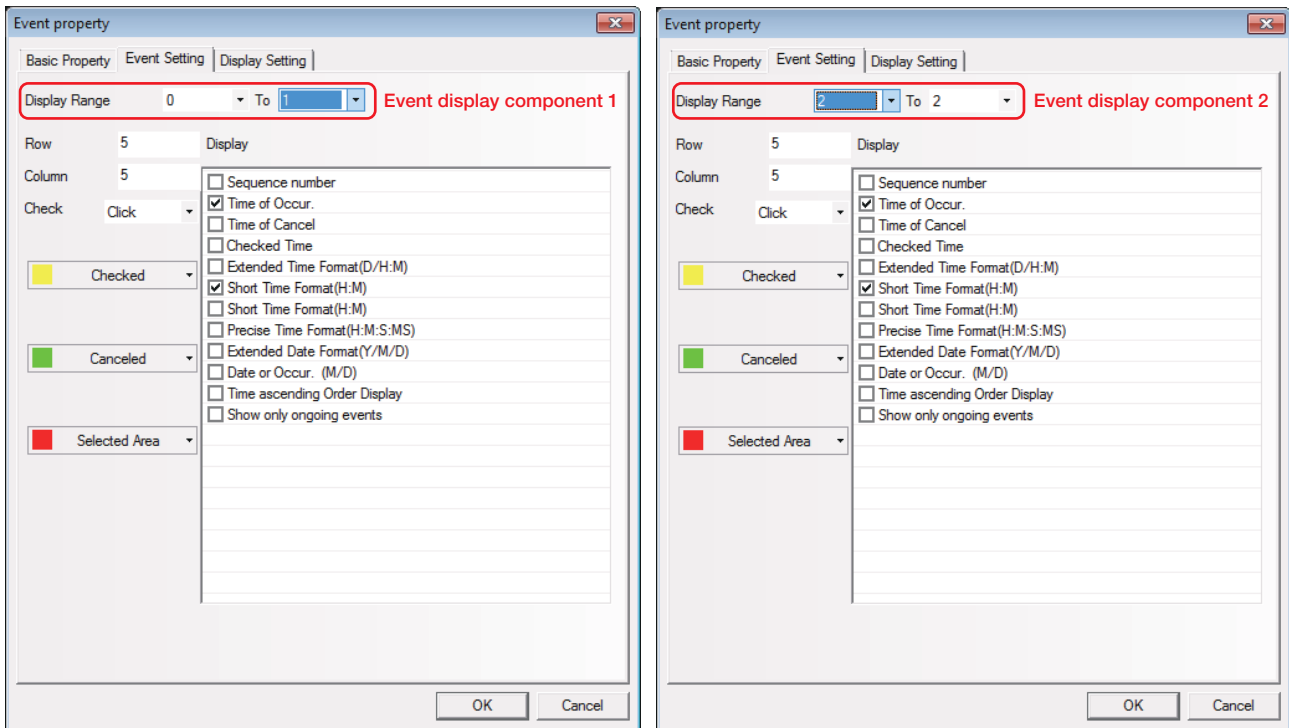 Event property
Basic Property Event Setting Display Setting
Display Range 0 To 1 Event display component 1
Row 5 Display
Column 5
Sequence number
Check Click
Time of Occur.
Time of Cancel
Checked Time
Extended Time Format(D/H:M)
Checked
Short Time Format(H:M)
Short Time Format(H:M)
Precise Time Format(H:M:S:MS)
Canceled
Extended Date Format(Y/M/D)
Date or Occur. (M/D)
Time ascending Order Display
Show only ongoing events
Selected Area
OK Cancel
Event property
Basic Property Event Setting Display Setting
Display Range 2 To 2 Event display component 2
Row 5 Display
Column 5
Sequence number
Check Click
Time of Occur.
Time of Cancel
Checked Time
Extended Time Format(D/H:M)
Checked
Short Time Format(H:M)
Short Time Format(H:M)
Precise Time Format(H:M:S:MS)
Canceled
Extended Date Format(Y/M/D)
Date or Occur. (M/D)
Time ascending Order Display
Show only ongoing events
Selected Area
OK Cancel